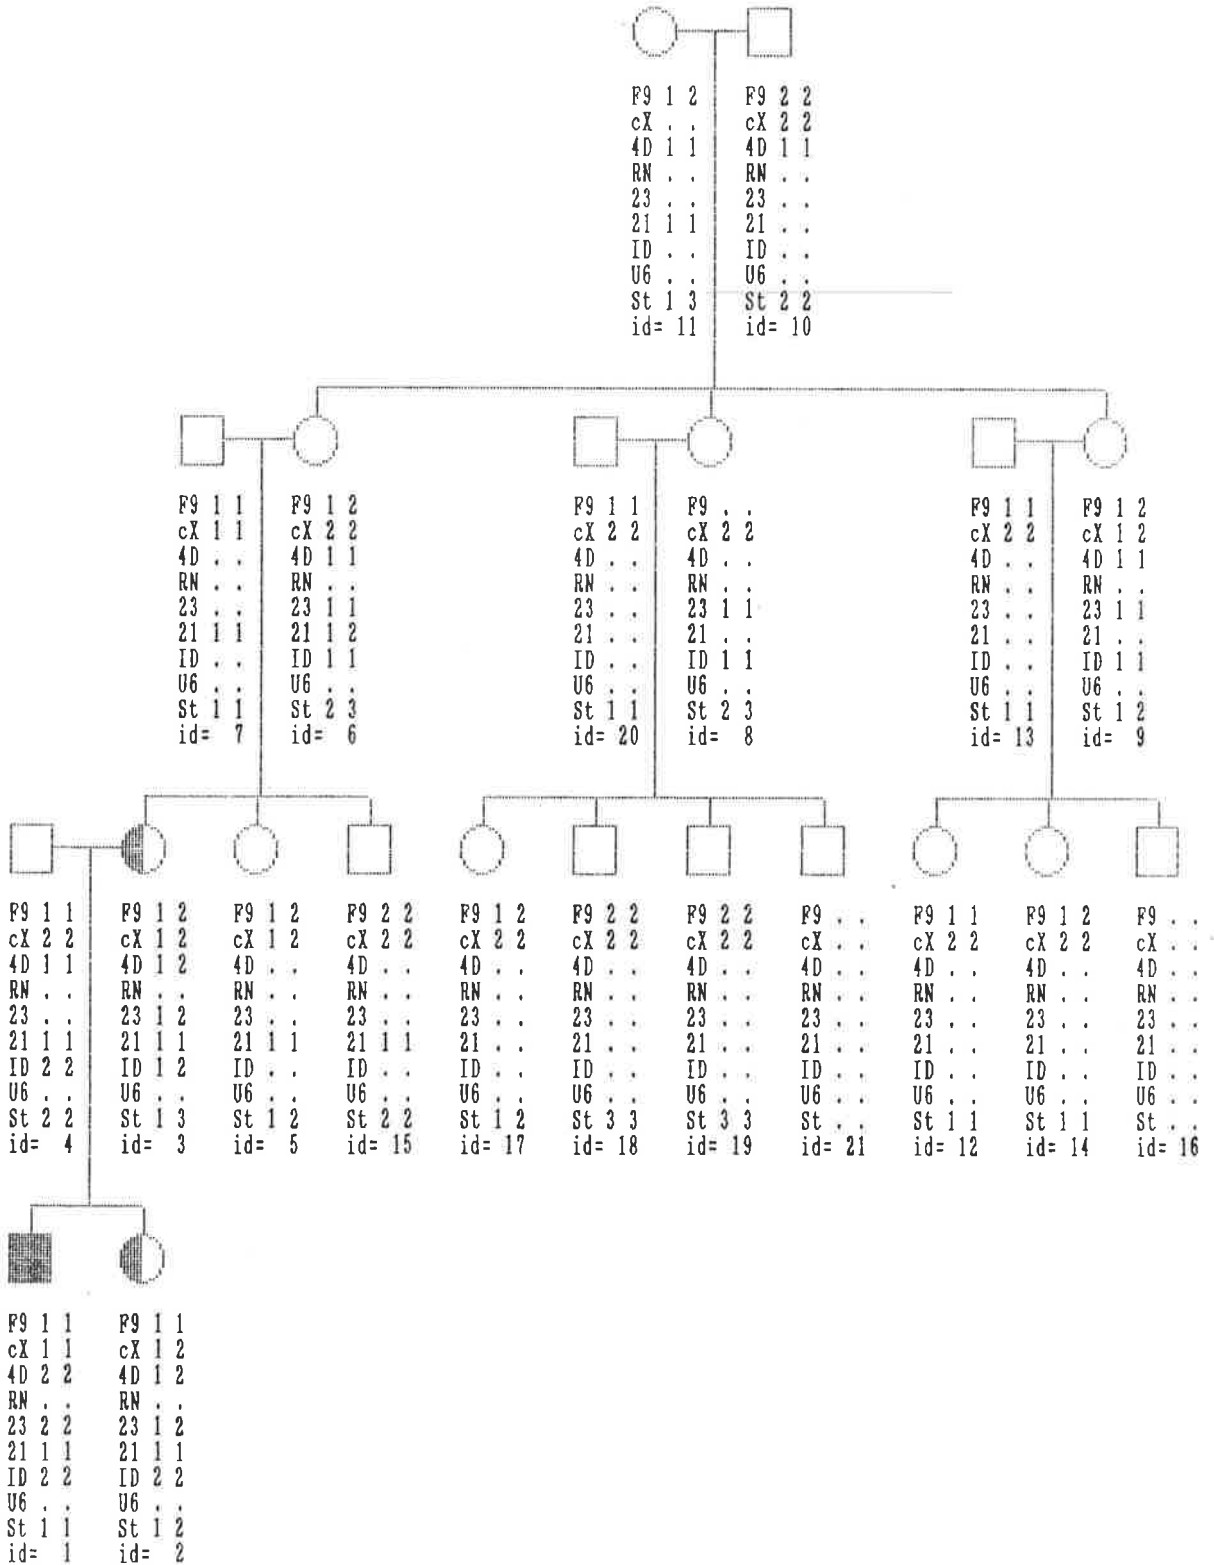 F9 1 2 F9 2 2
cX . . cX 2 2
4D 1 1 4D 1 1
RN . . RN . .
23 . . 23 . .
21 1 1 21 . .
ID . . ID . .
U6 . . U6 . .
St 1 3 St 2 2
id= 11 id= 10
F9 1 1 F9 1 2 F9 1 1 F9 . . F9 1 1 F9 1 2
cX 1 1 cX 2 2 cX 2 2 cX 2 2 cX 2 2 cX 1 2
4D . . 4D 1 1 4D . . 4D . . 4D . . 4D 1 1
RN . . RN . . RN . . RN . . RN . . RN . .
23 . . 23 1 1 23 . . 23 1 1 23 . . 23 1 1
21 1 1 21 1 2 21 . . 21 . . 21 . . 21 . .
ID . . ID 1 1 ID . . ID 1 1 ID . . ID 1 1
U6 . . U6 . . U6 . . U6 . . U6 . . U6 . .
St 1 1 St 2 3 St 1 1 St 2 3 St 1 1 St 1 2
id= 7 id= 6 id= 20 id= 8 id= 13 id= 9
F9 1 1 F9 1 2 F9 1 2 F9 2 2 F9 1 2 F9 2 2 F9 2 2 F9 . . F9 1 1 F9 1 2 F9 . .
cX 2 2 cX 1 2 cX 1 2 cX 2 2 cX 2 2 cX 2 2 cX 2 2 cX . . cX 2 2 cX 2 2 cX . .
4D 1 1 4D 1 2 4D . . 4D . . 4D . . 4D . . 4D . . 4D . . 4D . . 4D . . 4D . .
RN . . RN . . RN . . RN . . RN . . RN . . RN . . RN . . RN . . RN . . RN . .
23 . . 23 1 2 23 . . 23 . . 23 . . 23 . . 23 . . 23 . . 23 . . 23 . . 23 . .
21 1 1 21 1 1 21 1 1 21 1 1 21 . . 21 . . 21 . . 21 . . 21 . . 21 . . 21 . .
ID 2 2 ID 1 2 ID . . ID . . ID . . ID . . ID . . ID . . ID . . ID . . ID . .
U6 . . U6 . . U6 . . U6 . . U6 . . U6 . . U6 . . U6 . . U6 . . U6 . . U6 . .
St 2 2 St 1 3 St 1 2 St 2 2 St 1 2 St 3 3 St 3 3 St . . St 1 1 St 1 1 St . .
id= 4 id= 3 id= 5 id= 15 id= 17 id= 18 id= 19 id= 21 id= 12 id= 14 id= 16
F9 1 1 F9 1 1
cX 1 1 cX 1 2
4D 2 2 4D 1 2
RN . . RN . .
23 2 2 23 1 2
21 1 1 21 1 1
ID 2 2 ID 2 2
U6 . . U6 . .
St 1 1 St 1 2
id= 1 id= 2